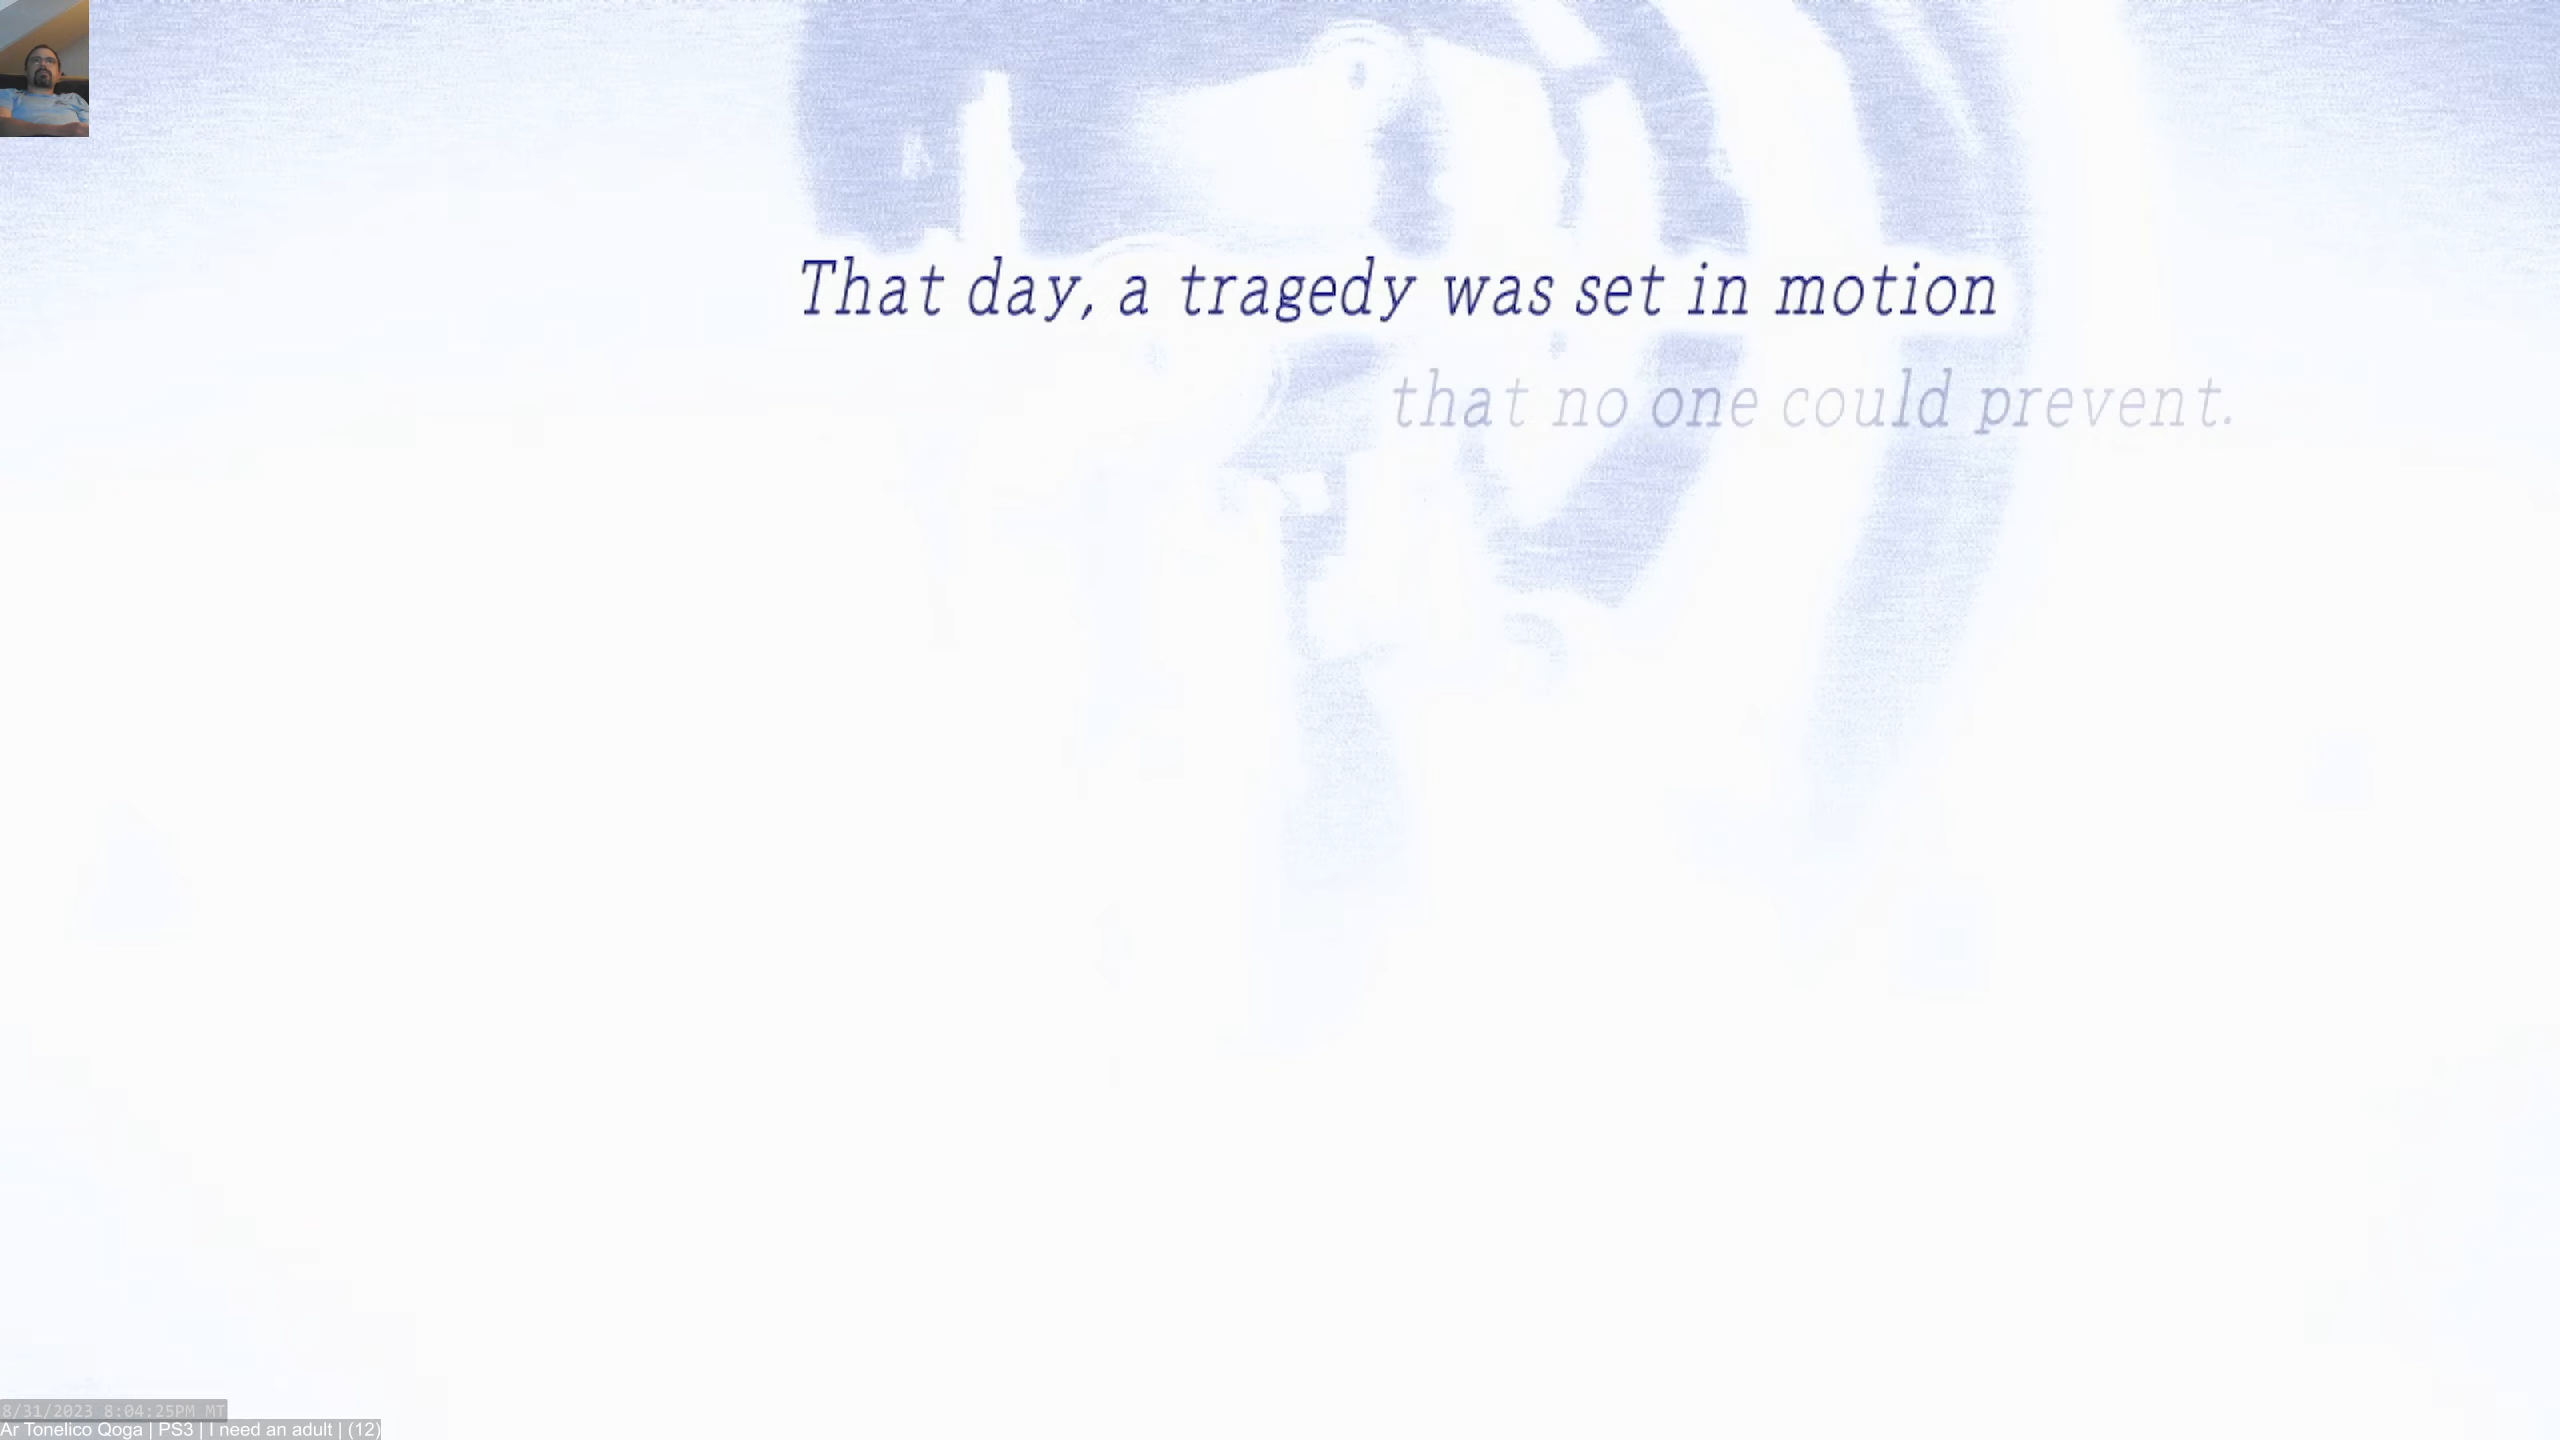 That day, a tragedy was set in motion
that no one could prevent.
8/31/2023 8:04:25PM MT
Ar Tonelico Qoga | PS3 | I need an adult | (12)